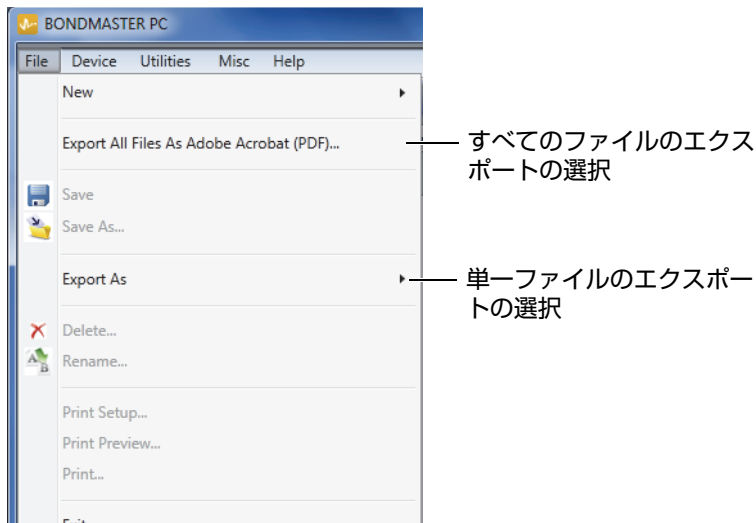 BONDMASTER PC
File Device Utilities Misc Help
New
Export All Files As Adobe Acrobat (PDF)...
すべてのファイルのエクス
ポートの選択
Save
Save As...
Export As
単一ファイルのエクスポー
トの選択
Delete...
Rename...
Print Setup...
Print Preview...
Print...